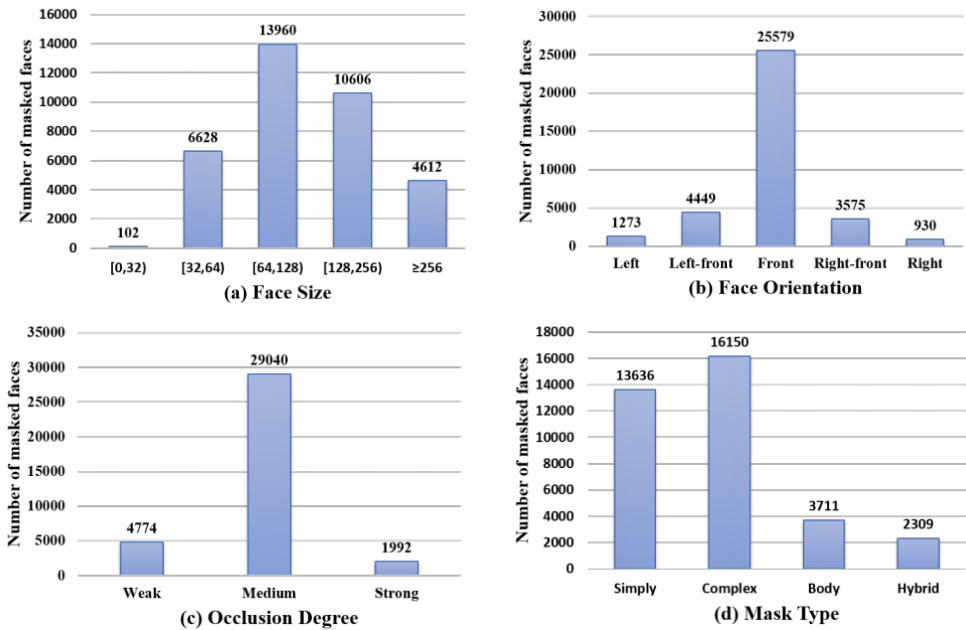 Number of masked faces
16000
14000
12000
10000
8000
6000
4000
2000
0
102
6628
13960
10606
4612
[0,32)
[32,64)
[64,128)
[128,256)
≥256
(a) Face Size
Number of masked faces
30000
25000
20000
15000
10000
5000
0
1273
4449
25579
3575
930
Left
Left-front
Front
Right-front
Right
(b) Face Orientation
Number of masked faces
35000
30000
25000
20000
15000
10000
5000
0
4774
29040
1992
Weak
Medium
Strong
(c) Occlusion Degree
Number of masked faces
18000
16000
14000
12000
10000
8000
6000
4000
2000
0
13636
16150
3711
2309
Simply
Complex
Body
Hybrid
(d) Mask Type